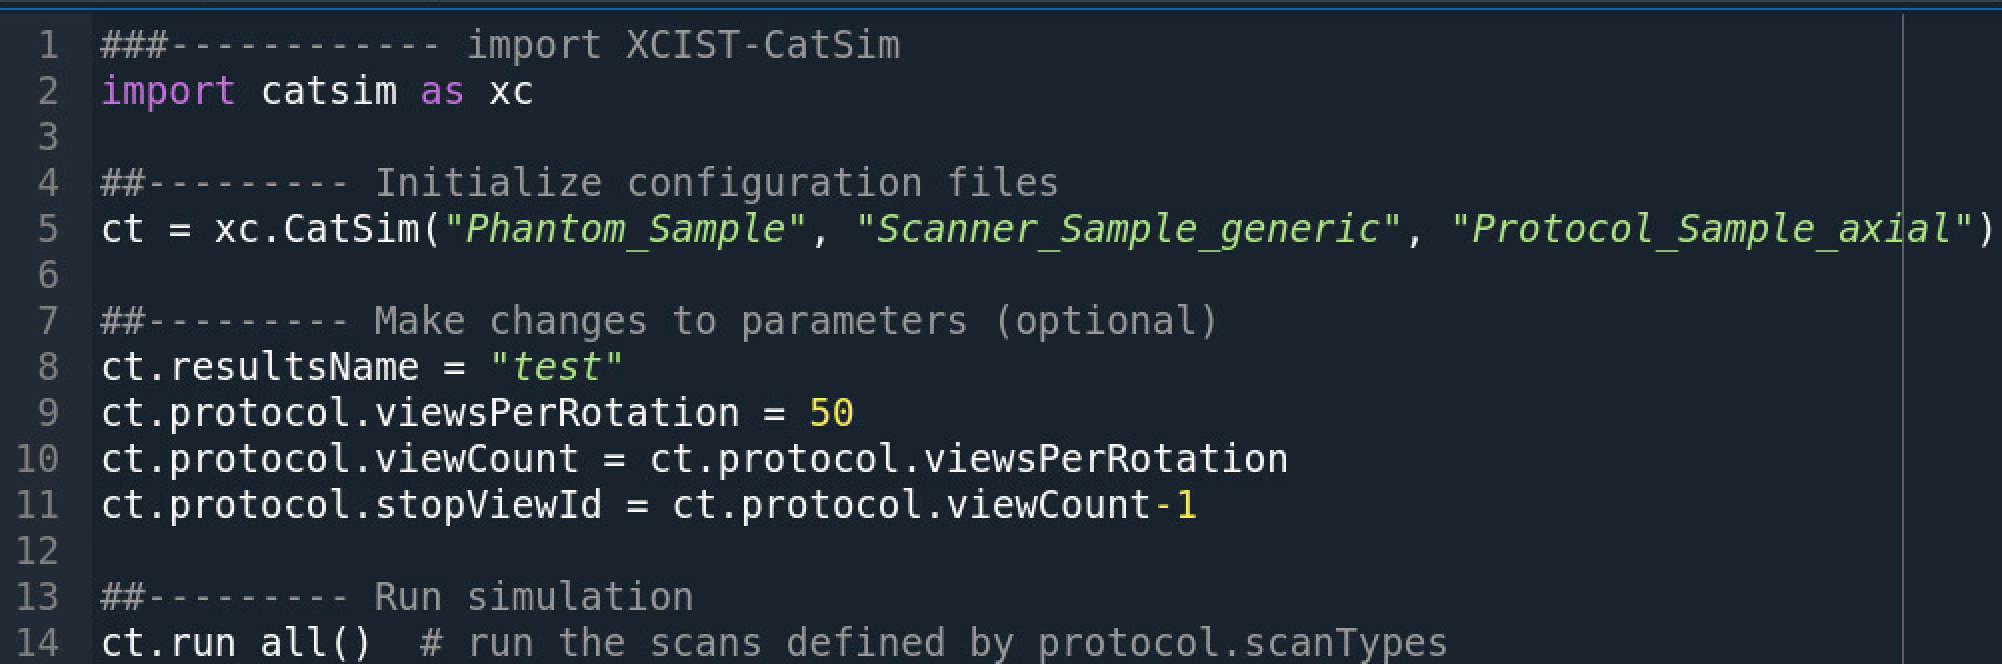 1 ###------------ import XCIST-CatSim
2 import catsim as xc
3
4 ##--------- Initialize configuration files
5 ct = xc.CatSim("Phantom_Sample", "Scanner_Sample_generic", "Protocol_Sample_axial")
6
7 ##--------- Make changes to parameters (optional)
8 ct.resultsName = "test"
9 ct.protocol.viewsPerRotation = 50
10 ct.protocol.viewCount = ct.protocol.viewsPerRotation
11 ct.protocol.stopViewId = ct.protocol.viewCount-1
12
13 ##--------- Run simulation
14 ct.run all()  # run the scans defined by protocol.scanTypes